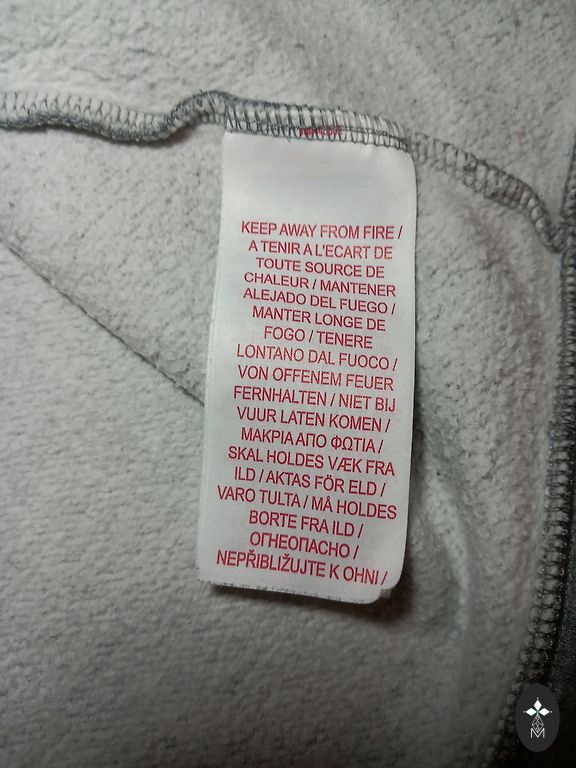 KEEP AWAY FROM FIRE /
A TENIR A L'ECART DE
TOUTE SOURCE DE
CHALEUR / MANTENER
ALEJADO DEL FUEGO /
MANTER LONGE DE
FOGO / TENERE
LONTANO DAL FUOCO /
VON OFFENEM FEUER
FERNHALTEN / NIET BIJ
VUUR LATEN KOMEN /
ΜΑΚΡΙΑ ΑΠΟ ΦΩΤΙΑ /
SKAL HOLDES VÆK FRA
ILD / AKTAS FÖR ELD /
VARO TULTA / MÅ HOLDES
BORTE FRA ILD /
ОГНЕОПАСНО /
NEPŘIBLIŽUJTE K OHNI /
M